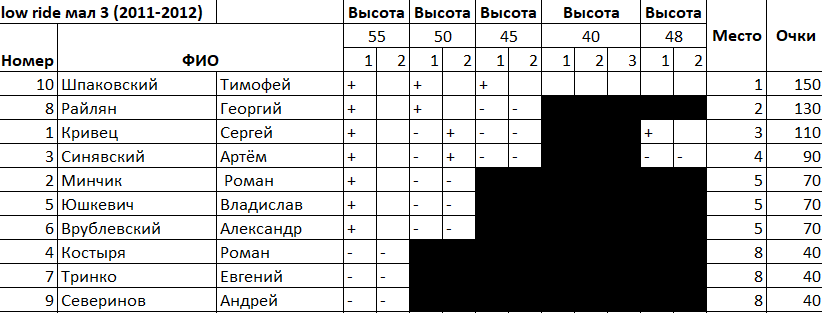 low ride мал 3 (2011-2012) Высота Высота Высота Высота Высота
55 50 45 40 48 Место Очки
Номер ФИО 1 2 1 2 1 2 1 2 3 1 2
10 Шпаковский Тимофей + + + 1 150
8 Райлян Георгий + + - - 2 130
1 Кривец Сергей + - + - - + 3 110
3 Синявский Артём + - + - - - - 4 90
2 Минчик Роман + - - 5 70
5 Юшкевич Владислав + - - 5 70
6 Врублевский Александр + - - 5 70
4 Костыря Роман - - 8 40
7 Тринко Евгений - - 8 40
9 Северинов Андрей - - 8 40